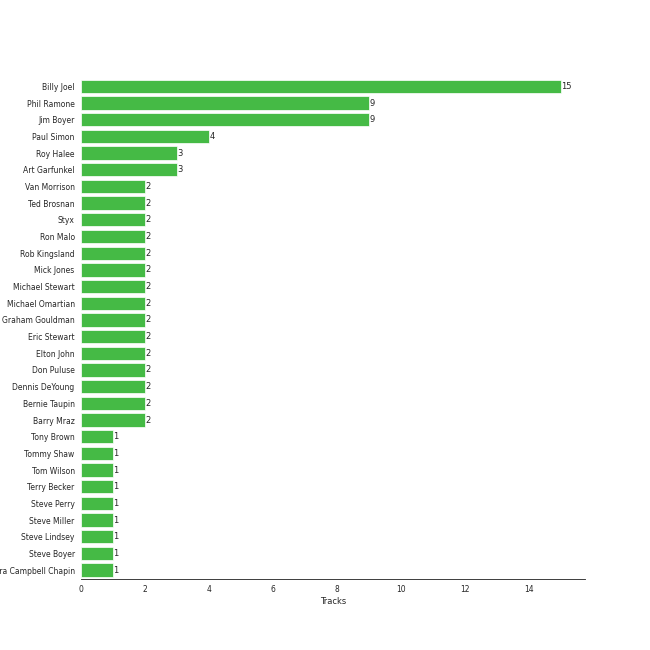 Billy Joel 15
Phil Ramone 9
Jim Boyer 9
Paul Simon 4
Roy Halee 3
Art Garfunkel 3
Van Morrison 2
Ted Brosnan 2
Styx 2
Ron Malo 2
Rob Kingsland 2
Mick Jones 2
Michael Stewart 2
Michael Omartian 2
Graham Gouldman 2
Eric Stewart 2
Elton John 2
Don Puluse 2
Dennis DeYoung 2
Bernie Taupin 2
Barry Mraz 2
Tony Brown 1
Tommy Shaw 1
Tom Wilson 1
Terry Becker 1
Steve Perry 1
Steve Miller 1
Steve Lindsey 1
Steve Boyer 1
ra Campbell Chapin 1
0 2 4 6 8 10 12 14
Tracks